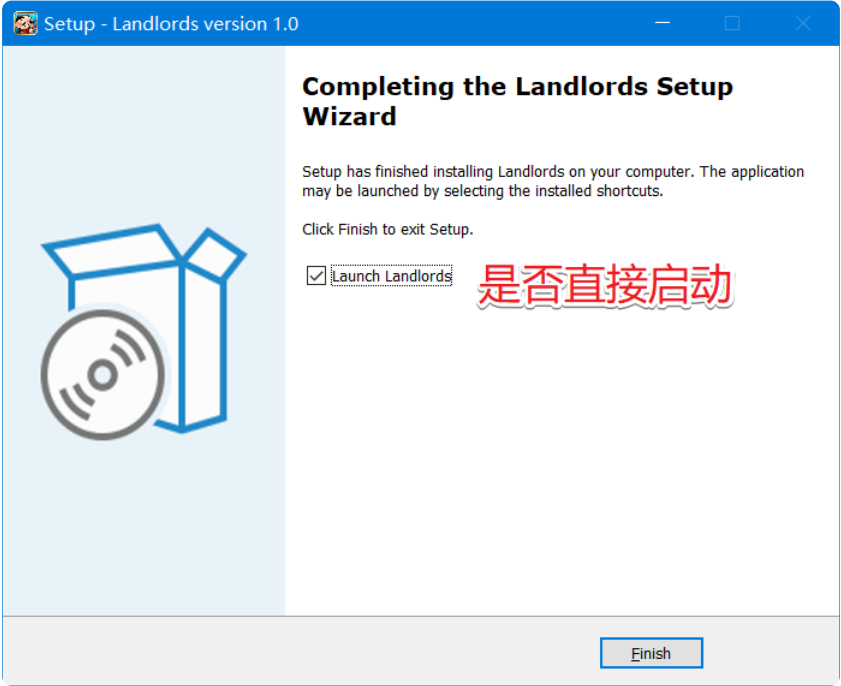 Setup - Landlords version 1.0
Completing the Landlords Setup
Wizard
Setup has finished installing Landlords on your computer. The application
may be launched by selecting the installed shortcuts.
Click Finish to exit Setup.
Launch Landlords
是否直接启动
Finish